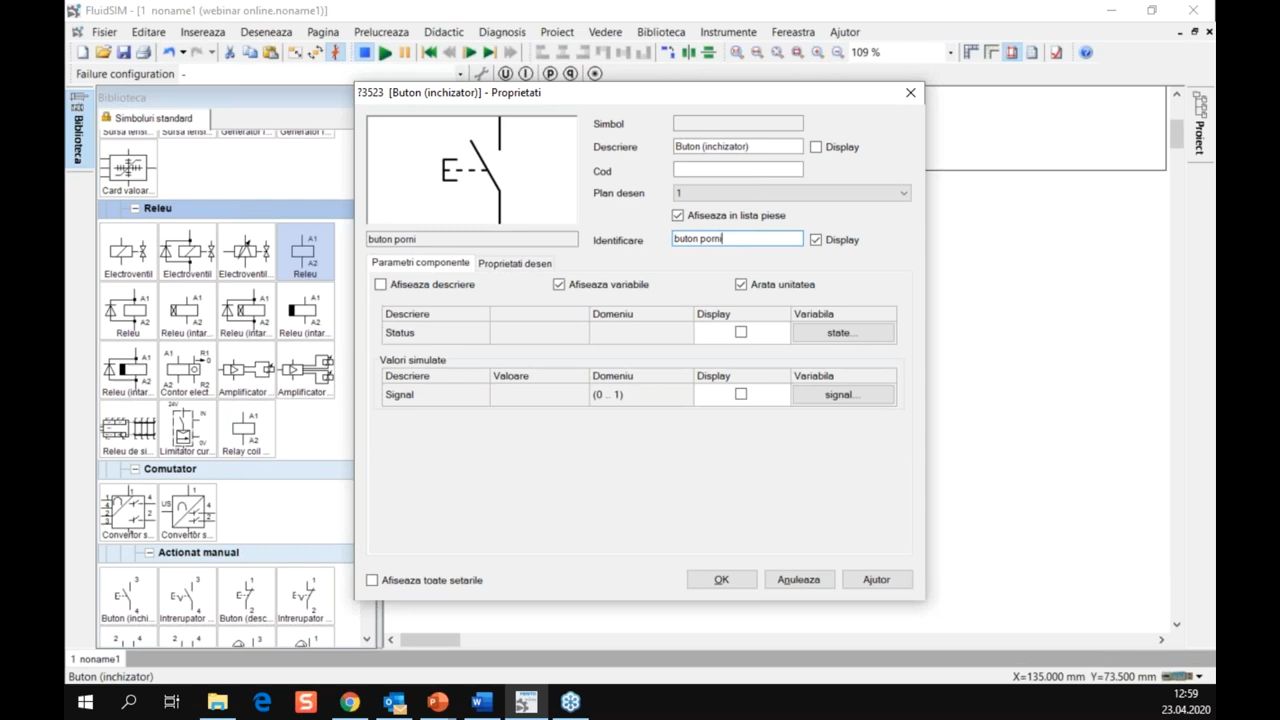 FluidSIM - [1 noname1 (webinar online.noname1)]
Fisier Editare Insereaza Deseneaza Pagina Prelucreaza Didactic Diagnosis Proiect Vedere Biblioteca Instrumente Fereastra Ajutor
109 %
Failure configuration -
Biblioteca
Biblioteca
Simboluri standard
Proiect
Card valoar...
Releu
Electroventil Electroventil Electroventil... Releu
A1
A2
Releu Releu (intar... Releu (intar... Releu (intar...
Releu (intar... Contor elect... Amplificator ... Amplificator ...
Releu de si... Limitator cur... Relay coil ...
Comutator
Convertor s... Convertor s...
Actionat manual
Buton (inchi... Intrerupator ... Buton (desc... Intrerupator ...
?3523 [Buton (inchizator)] - Proprietati
Simbol
Descriere Buton (inchizator) Display
Cod
Plan desen 1
Afiseaza in lista piese
buton porni
Identificare buton porni Display
Parametri componente Proprietati desen
Afiseaza descriere Afiseaza variabile Arata unitatea
Descriere Domeniu Display Variabila
Status state...
Valori simulate
Descriere Valoare Domeniu Display Variabila
Signal (0 .. 1) signal...
Afiseaza toate setarile OK Anuleaza Ajutor
1 noname1
Buton (inchizator) X=135.000 mm Y=73.500 mm
12:59
23.04.2020